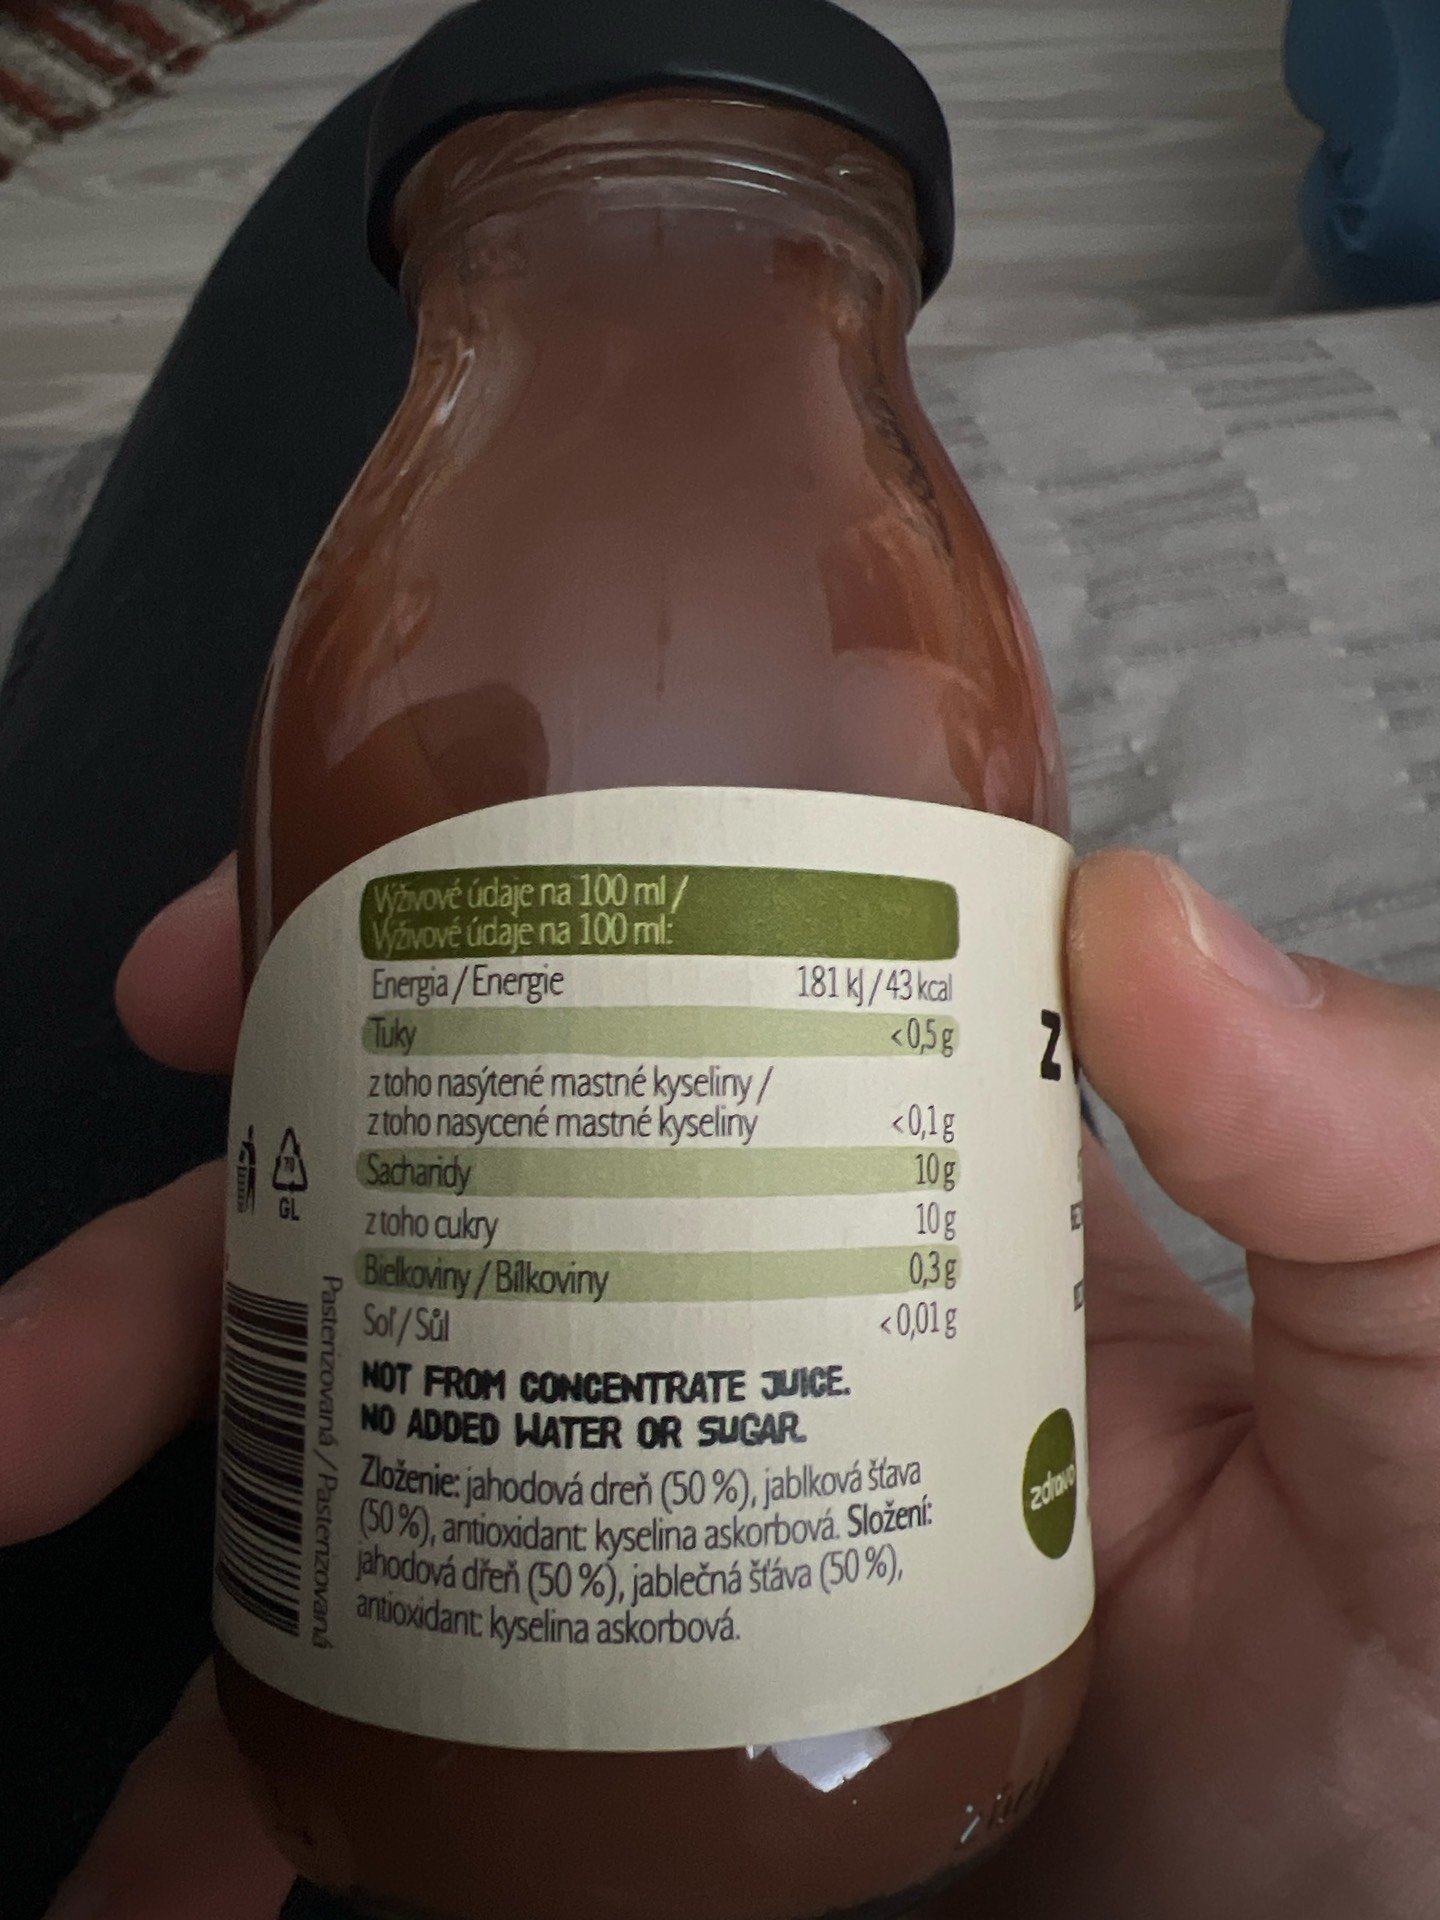 Výživové údaje na 100 ml /
Výživové údaje na 100 ml:
Energia / Energie 181 kJ / 43 kcal
Tuky <0,5 g
z toho nasýtené mastné kyseliny /
z toho nasycené mastné kyseliny <0,1 g
Sacharidy 10 g
z toho cukry 10 g
Bielkoviny / Bílkoviny 0,3 g
Soľ / Sůl <0,01 g
NOT FROM CONCENTRATE JUICE.
NO ADDED WATER OR SUGAR.
Zloženie: jahodová dreň (50 %), jablková šťava
(50 %), antioxidant: kyselina askorbová. Složení:
jahodová dřeň (50 %), jablečná šťáva (50 %),
antioxidant: kyselina askorbová.
70
GL
Pasterizovaná / Pasterizovaná
Z
zdravo